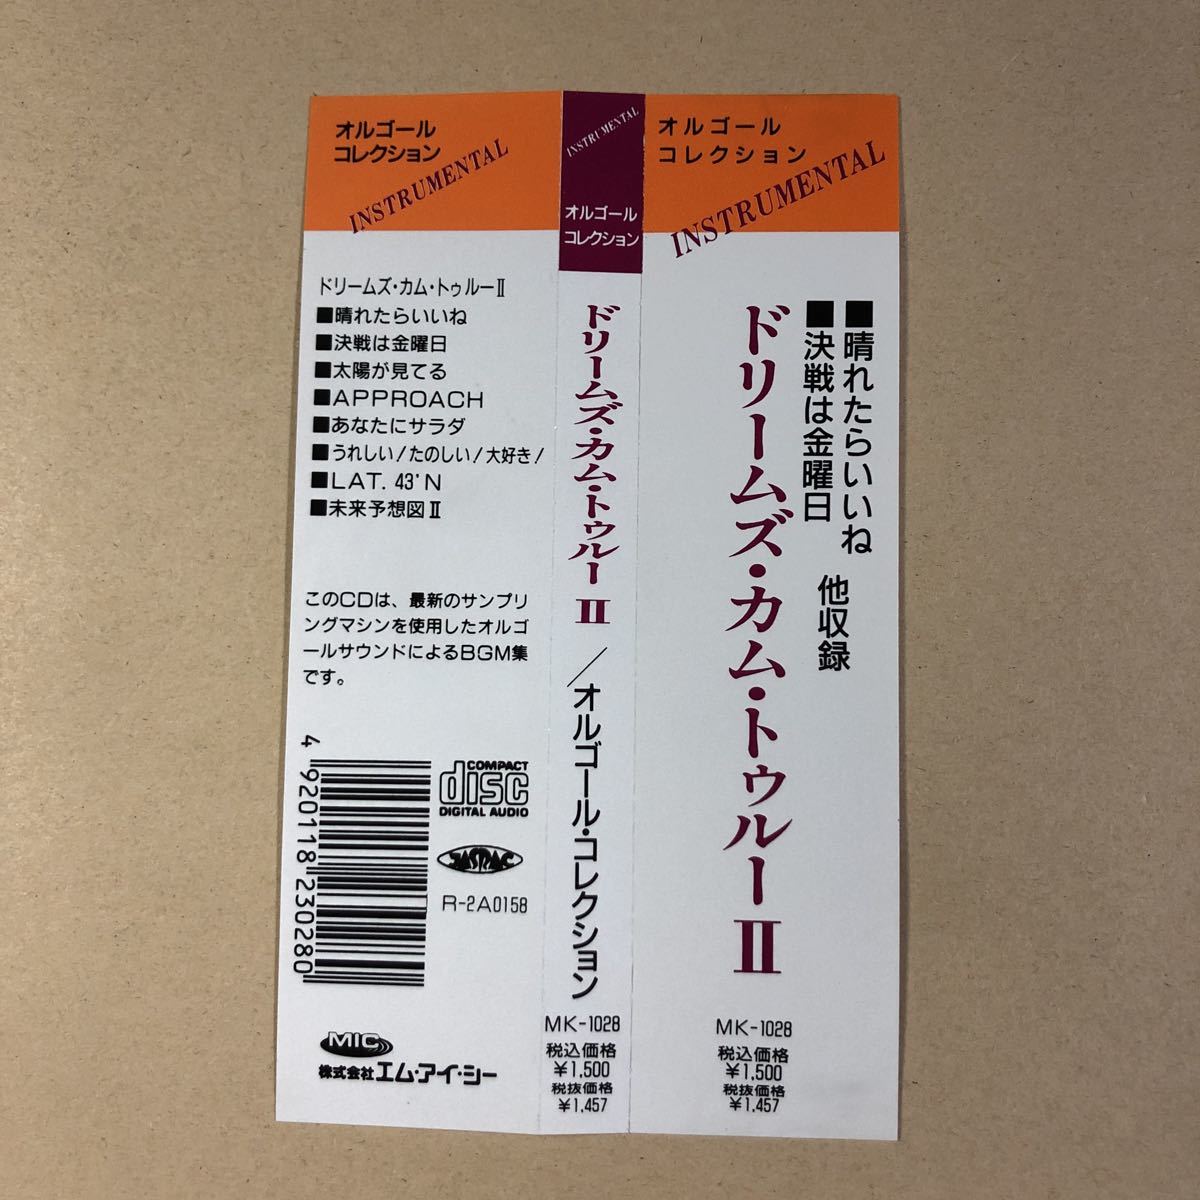 オルゴール
コレクション
INSTRUMENTAL
ドリームズ・カム・トゥルーⅡ
■晴れたらいいね
■決戦は金曜日
■太陽が見てる
■APPROACH
■あなたにサラダ
■うれしい!たのしい!大好き!
■LAT. 43°N
■未来予想図Ⅱ
このCDは、最新のサンプリ
ングマシンを使用したオルゴ
ールサウンドによるBGM集
です。
4 920118 230280
COMPACT
disc
DIGITAL AUDIO
JASRAC
R-2A0158
MIC
株式会社エム・アイ・シー
INSTRUMENTAL
オルゴール
コレクション
ドリームズ・カム・トゥルーⅡ/オルゴール・コレクション
MK-1028
税込価格
¥1,500
税抜価格
¥1,457
オルゴール
コレクション
INSTRUMENTAL
■晴れたらいいね
■決戦は金曜日
他収録
ドリームズ・カム・トゥルーⅡ
MK-1028
税込価格
¥1,500
税抜価格
¥1,457